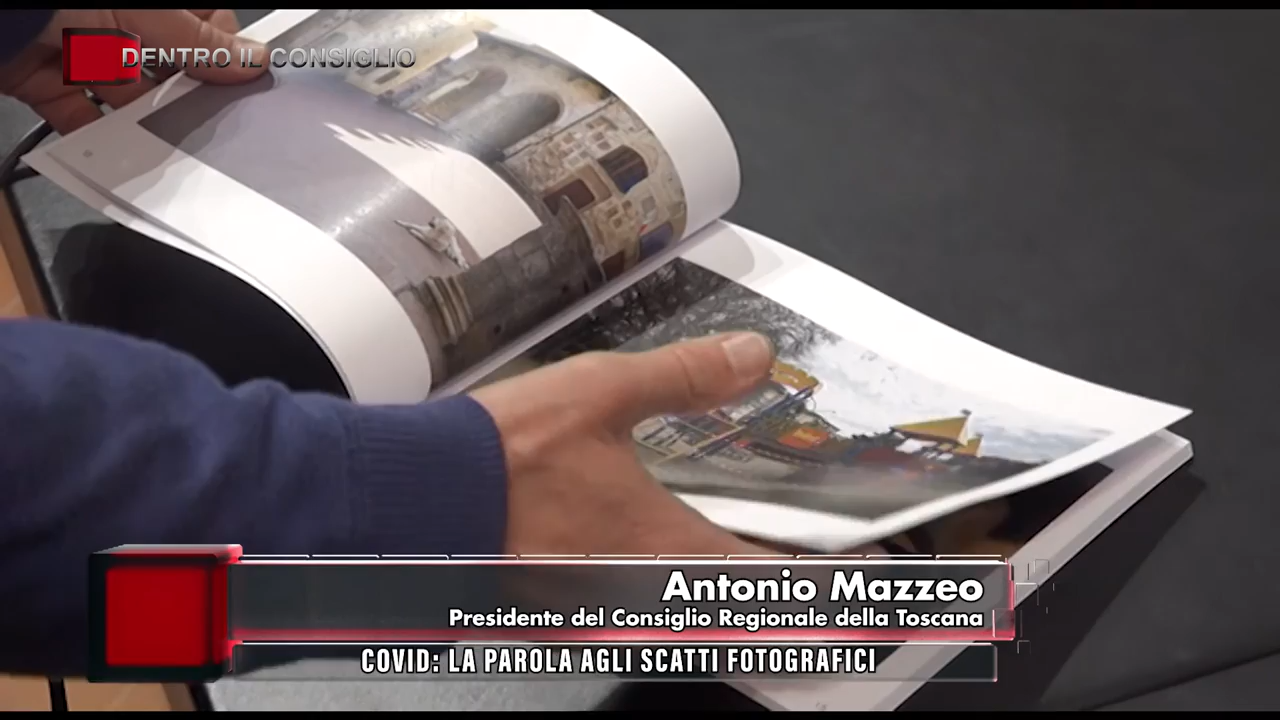 DENTRO IL CONSIGLIO
Antonio Mazzeo
Presidente del Consiglio Regionale della Toscana
COVID: LA PAROLA AGLI SCATTI FOTOGRAFICI